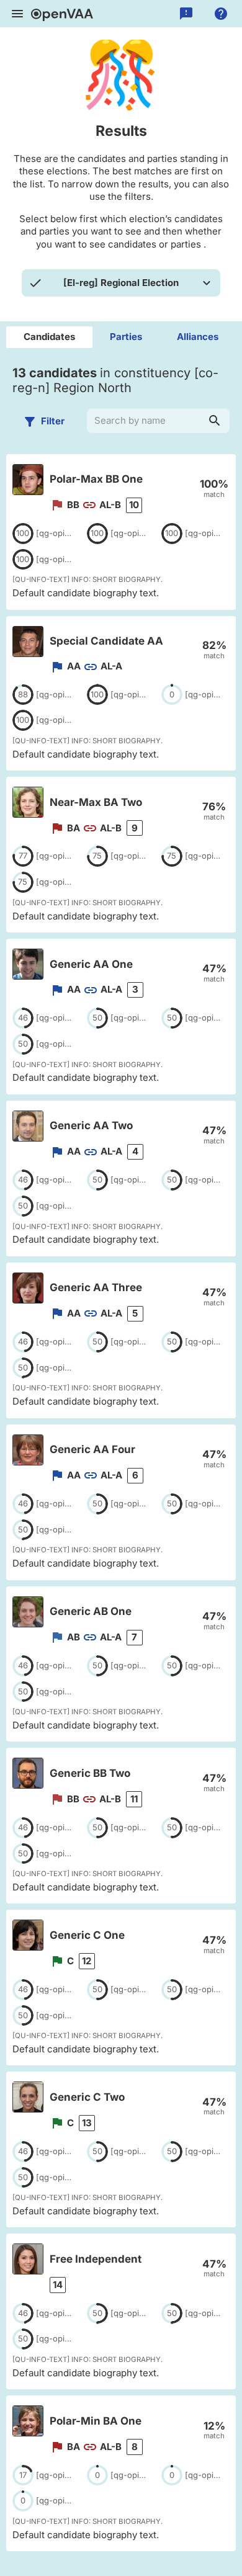 OpenVAA
Results
These are the candidates and parties standing in
these elections. The best matches are first on
the list. To narrow down the results, you can also
use the filters.
Select below first which election's candidates
and parties you want to see and then whether
you want to see candidates or parties .
[El-reg] Regional Election
Candidates Parties Alliances
13 candidates in constituency [co-
reg-n] Region North
Filter Search by name
Polar-Max BB One 100%
match
BB AL-B 10
100 [qg-opi... 100 [qg-opi... 100 [qg-opi...
100 [qg-opi...
[QU-INFO-TEXT] INFO: SHORT BIOGRAPHY.
Default candidate biography text.
Special Candidate AA 82%
match
AA AL-A
88 [qg-opi... 100 [qg-opi... 0 [qg-opi...
100 [qg-opi...
[QU-INFO-TEXT] INFO: SHORT BIOGRAPHY.
Default candidate biography text.
Near-Max BA Two 76%
match
BA AL-B 9
77 [qg-opi... 75 [qg-opi... 75 [qg-opi...
75 [qg-opi...
[QU-INFO-TEXT] INFO: SHORT BIOGRAPHY.
Default candidate biography text.
Generic AA One 47%
match
AA AL-A 3
46 [qg-opi... 50 [qg-opi... 50 [qg-opi...
50 [qg-opi...
[QU-INFO-TEXT] INFO: SHORT BIOGRAPHY.
Default candidate biography text.
Generic AA Two 47%
match
AA AL-A 4
46 [qg-opi... 50 [qg-opi... 50 [qg-opi...
50 [qg-opi...
[QU-INFO-TEXT] INFO: SHORT BIOGRAPHY.
Default candidate biography text.
Generic AA Three 47%
match
AA AL-A 5
46 [qg-opi... 50 [qg-opi... 50 [qg-opi...
50 [qg-opi...
[QU-INFO-TEXT] INFO: SHORT BIOGRAPHY.
Default candidate biography text.
Generic AA Four 47%
match
AA AL-A 6
46 [qg-opi... 50 [qg-opi... 50 [qg-opi...
50 [qg-opi...
[QU-INFO-TEXT] INFO: SHORT BIOGRAPHY.
Default candidate biography text.
Generic AB One 47%
match
AB AL-A 7
46 [qg-opi... 50 [qg-opi... 50 [qg-opi...
50 [qg-opi...
[QU-INFO-TEXT] INFO: SHORT BIOGRAPHY.
Default candidate biography text.
Generic BB Two 47%
match
BB AL-B 11
46 [qg-opi... 50 [qg-opi... 50 [qg-opi...
50 [qg-opi...
[QU-INFO-TEXT] INFO: SHORT BIOGRAPHY.
Default candidate biography text.
Generic C One 47%
match
C 12
46 [qg-opi... 50 [qg-opi... 50 [qg-opi...
50 [qg-opi...
[QU-INFO-TEXT] INFO: SHORT BIOGRAPHY.
Default candidate biography text.
Generic C Two 47%
match
C 13
46 [qg-opi... 50 [qg-opi... 50 [qg-opi...
50 [qg-opi...
[QU-INFO-TEXT] INFO: SHORT BIOGRAPHY.
Default candidate biography text.
Free Independent 47%
match
14
46 [qg-opi... 50 [qg-opi... 50 [qg-opi...
50 [qg-opi...
[QU-INFO-TEXT] INFO: SHORT BIOGRAPHY.
Default candidate biography text.
Polar-Min BA One 12%
match
BA AL-B 8
17 [qg-opi... 0 [qg-opi... 0 [qg-opi...
0 [qg-opi...
[QU-INFO-TEXT] INFO: SHORT BIOGRAPHY.
Default candidate biography text.